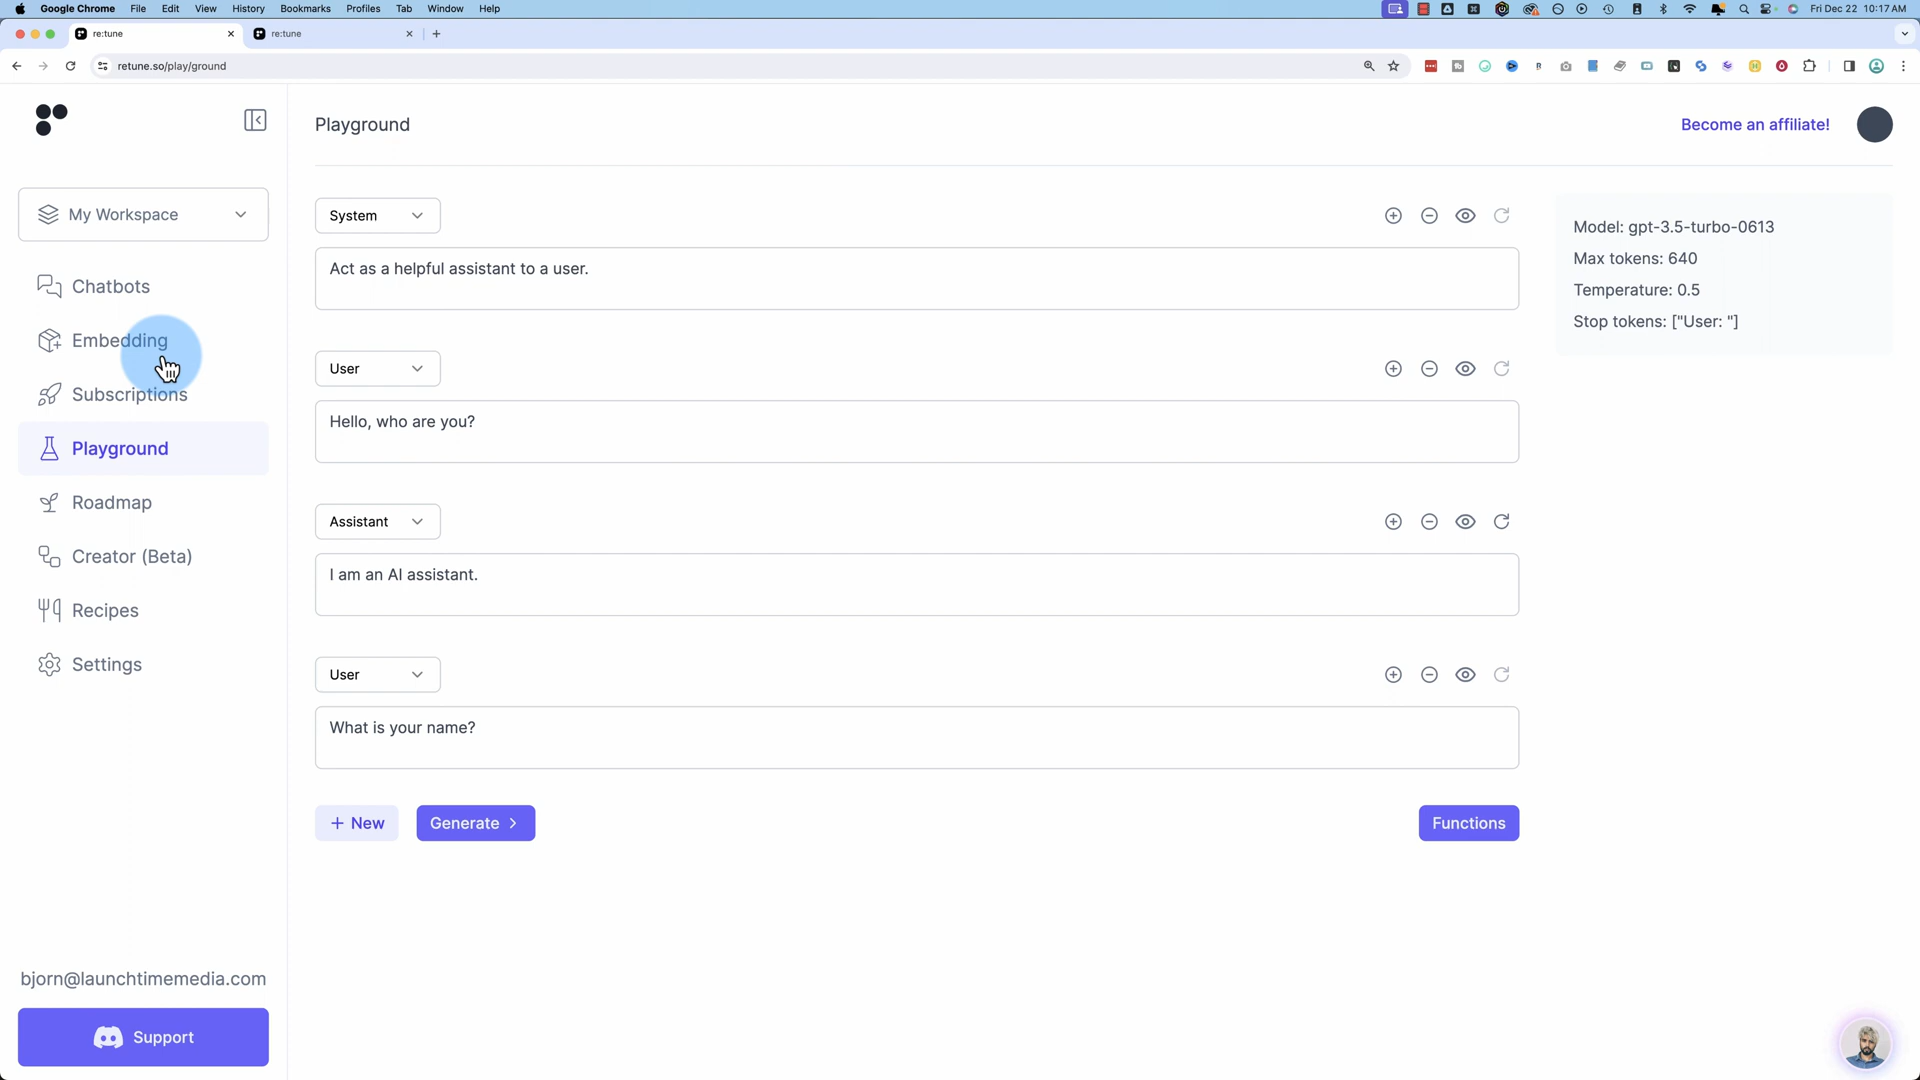 Google Chrome File Edit View History Bookmarks Profiles Tab Window Help Fri Dec 22 10:17 AM
re:tune re:tune
retune.so/play/ground
Playground
Become an affiliate!
My Workspace
Chatbots
Embedding
Subscriptions
Playground
Roadmap
Creator (Beta)
Recipes
Settings
bjorn@launchtimemedia.com
Support
System
Act as a helpful assistant to a user.
User
Hello, who are you?
Assistant
I am an AI assistant.
User
What is your name?
+ New
Generate
Functions
Model: gpt-3.5-turbo-0613
Max tokens: 640
Temperature: 0.5
Stop tokens: ["User: "]